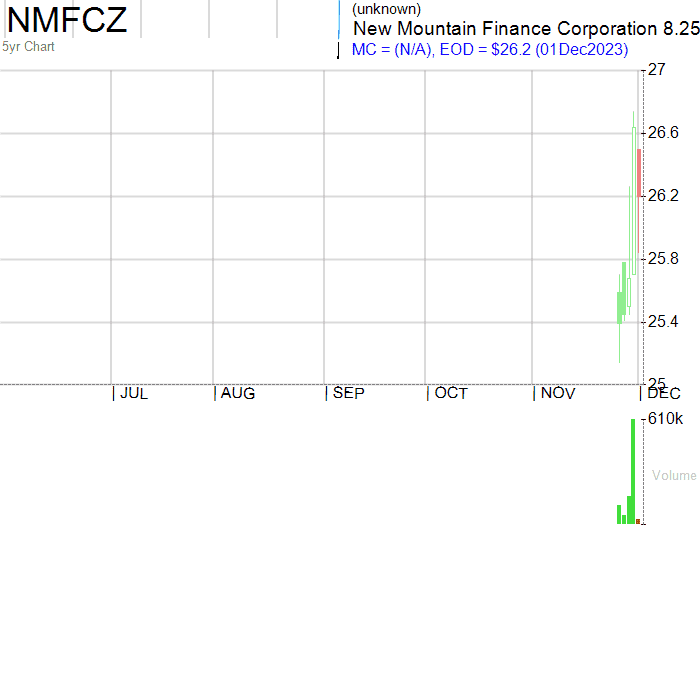 NMFCZ
(unknown)
New Mountain Finance Corporation 8.25
5yr Chart
MC = (N/A), EOD = $26.2 (01Dec2023)
27
26.6
26.2
25.8
25.4
25
JUL AUG SEP OCT NOV DEC
610k
Volume